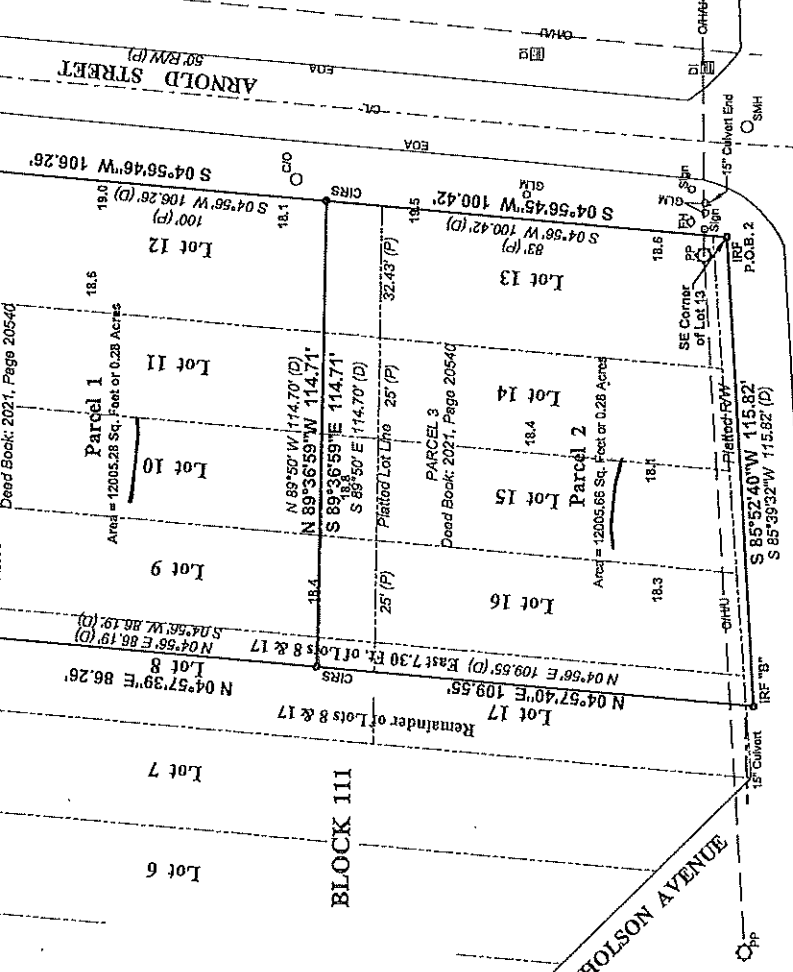 O/H/U
O/H/U
DI
DI
50' R/W (P)
ARNOLD STREET
EOA
C/L
EOA
SMH
15" Culvert End
S 04°56'46"W 106.26'
S 04°56' W 106.26' (D)
100' (P)
19.0
18.1
C/O
CIRS
GLM
S 04°56'45"W 100.42'
S 04°56' W 100.42' (D)
83' (P)
19.5
18.6
Sign
GLM
FH
Sign
PP
IRF
P.O.B. 2
SE Corner
of Lot 13
Lot 12
18.6
Lot 13
32.43' (P)
Deed Book: 2021, Page 20540
Parcel 1
Area = 12005.28 Sq. Feet or 0.28 Acres
Lot 11
Lot 10
Lot 9
N 89°50' W 114.70' (D)
N 89°36'59"W 114.71'
S 89°36'59"E 114.71'
18.8
S 89°50' E 114.70' (D)
Platted Lot Line
25' (P)
25' (P)
PARCEL 3
Deed Book: 2021, Page 20540
Lot 14
18.4
Parcel 2
Area = 12005.66 Sq. Feet or 0.28 Acres
Lot 15
18.1
Lot 16
18.3
18.4
Platted R/W
O/H/U
S 85°52'40"W 115.82'
S 85°39'32"W 115.82' (D)
S 04°56' W 86.19' (D)
N 04°56' E 86.19' (D)
Lot 8
N 04°57'39"E 86.26'
East 7.30 Ft. of Lots 8 & 17
N 04°56' E 109.55' (D)
N 04°57'40"E 109.55'
Lot 17
CIRS
IRF "B"
15" Culvert
Remainder of Lots 8 & 17
Lot 7
Lot 6
BLOCK 111
HOLSON AVENUE
PP